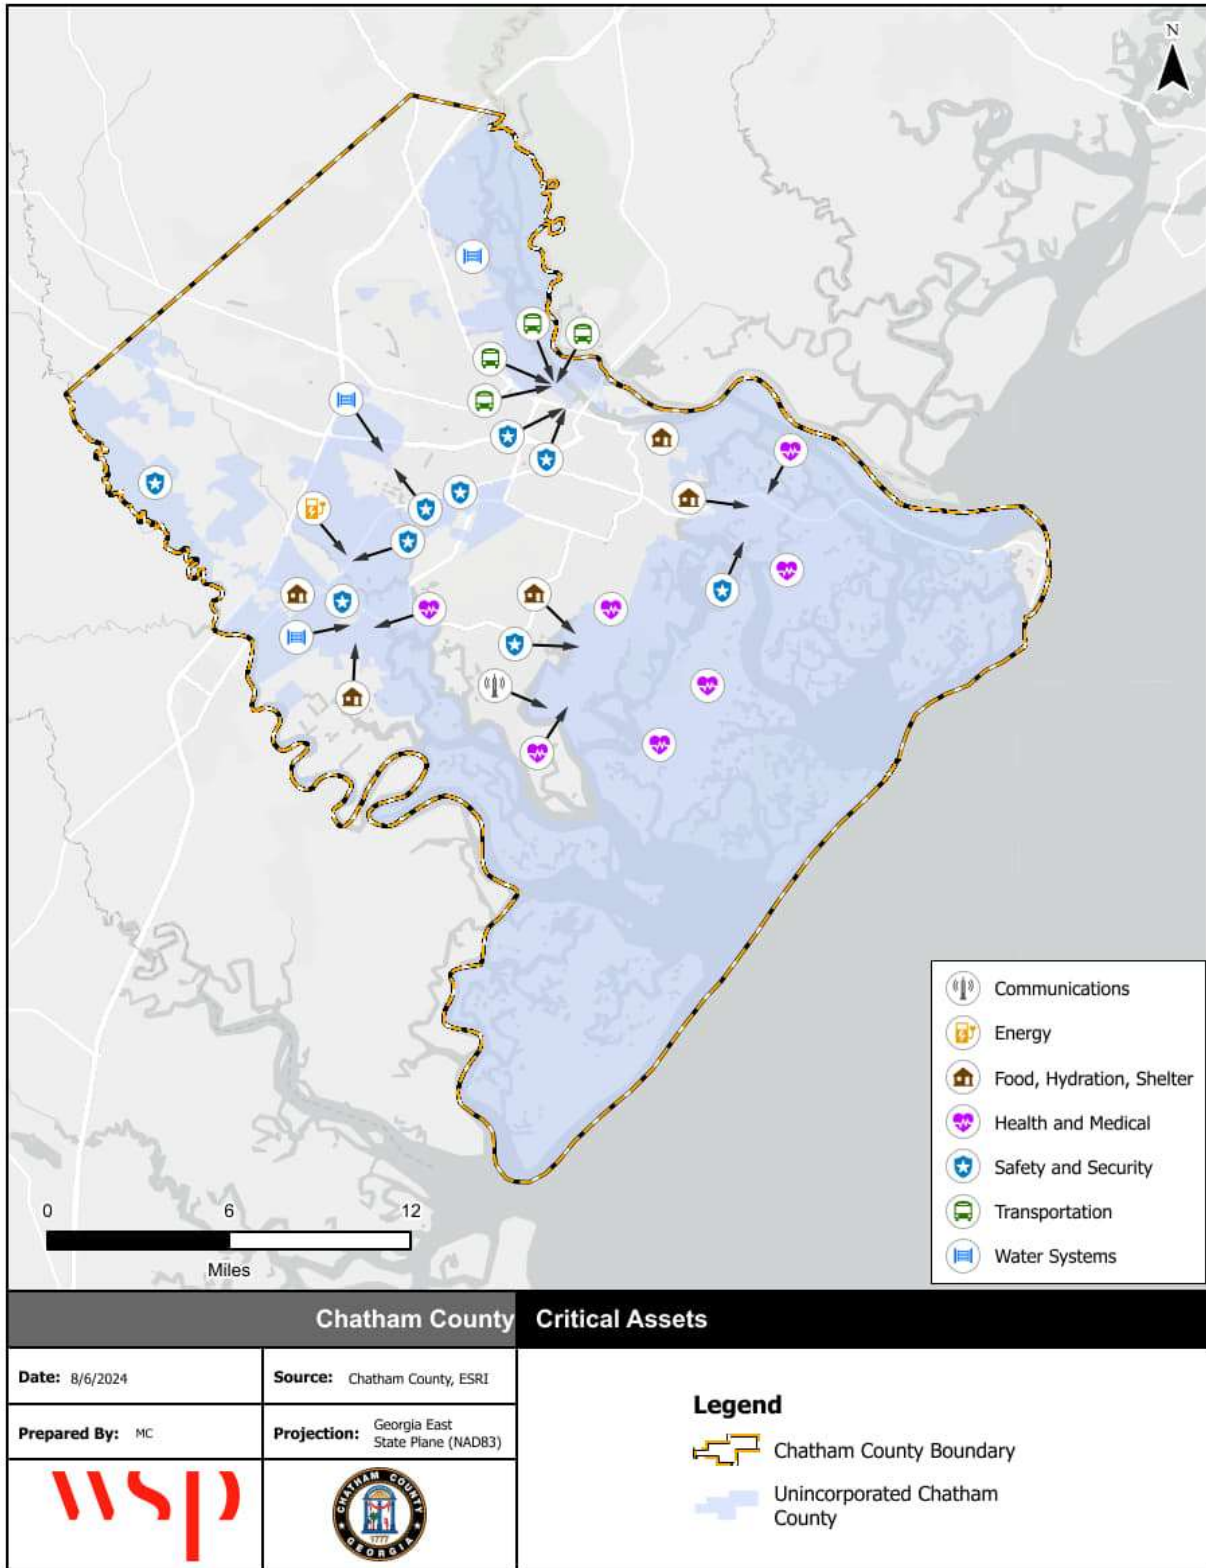 N
Communications
Energy
Food, Hydration, Shelter
Health and Medical
Safety and Security
Transportation
Water Systems
0 6 12
Miles
Chatham County Critical Assets
Date: 8/6/2024
Source: Chatham County, ESRI
Prepared By: MC
Projection: Georgia East
State Plane (NAD83)
wsp
CHATHAM COUNTY
1777
GEORGIA
Legend
Chatham County Boundary
Unincorporated Chatham
County